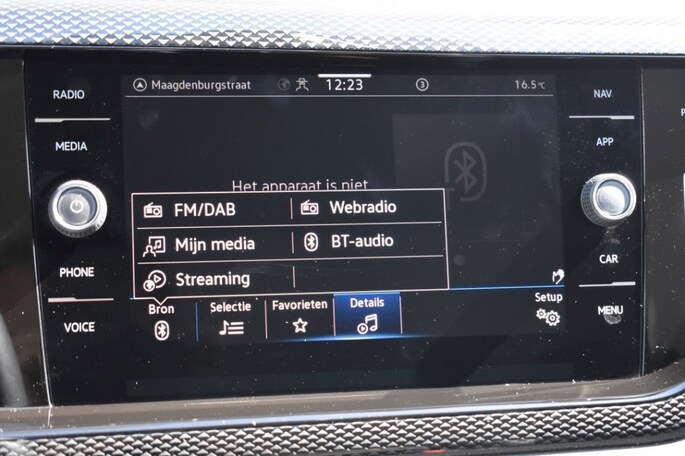 RADIO
MEDIA
PHONE
VOICE
Maagdenburgstraat 12:23 3 16.5°C
Het apparaat is niet
FM/DAB Webradio
Mijn media BT-audio
Streaming
Bron Selectie Favorieten Details Setup
NAV
APP
CAR
MENU
P